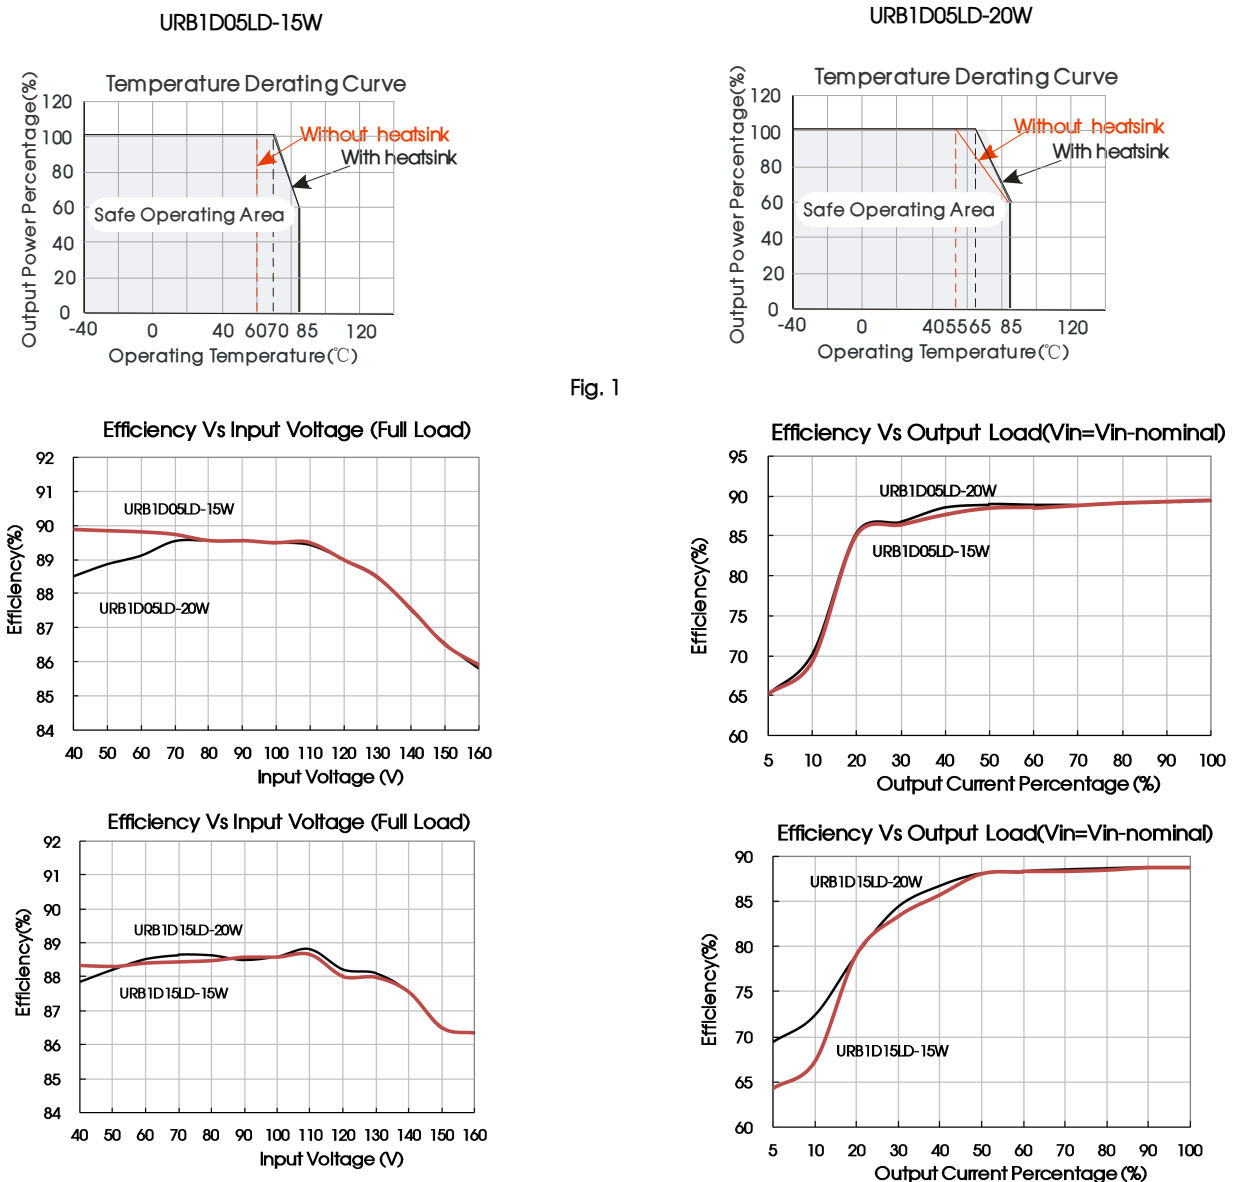 URB1D05LD-15W
URB1D05LD-20W
Temperature Derating Curve
Output Power Percentage(%)
120
100
80
60
40
20
0
Without heatsink
With heatsink
Safe Operating Area
-40 0 40 60 70 85 120
Operating Temperature(℃)
Temperature Derating Curve
Output Power Percentage(%)
120
100
80
60
40
20
0
Without heatsink
With heatsink
Safe Operating Area
-40 0 40 55 65 85 120
Operating Temperature(℃)
Fig. 1
Efficiency Vs Input Voltage (Full Load)
Efficiency(%)
92
91
90
89
88
87
86
85
84
URB1D05LD-15W
URB1D05LD-20W
40 50 60 70 80 90 100 110 120 130 140 150 160
Input Voltage (V)
Efficiency Vs Output Load(Vin=Vin-nominal)
Efficiency(%)
95
90
85
80
75
70
65
60
URB1D05LD-20W
URB1D05LD-15W
5 10 20 30 40 50 60 70 80 90 100
Output Current Percentage (%)
Efficiency Vs Input Voltage (Full Load)
Efficiency(%)
92
91
90
89
88
87
86
85
84
URB1D15LD-20W
URB1D15LD-15W
40 50 60 70 80 90 100 110 120 130 140 150 160
Input Voltage (V)
Efficiency Vs Output Load(Vin=Vin-nominal)
Efficiency(%)
90
85
80
75
70
65
60
URB1D15LD-20W
URB1D15LD-15W
5 10 20 30 40 50 60 70 80 90 100
Output Current Percentage (%)